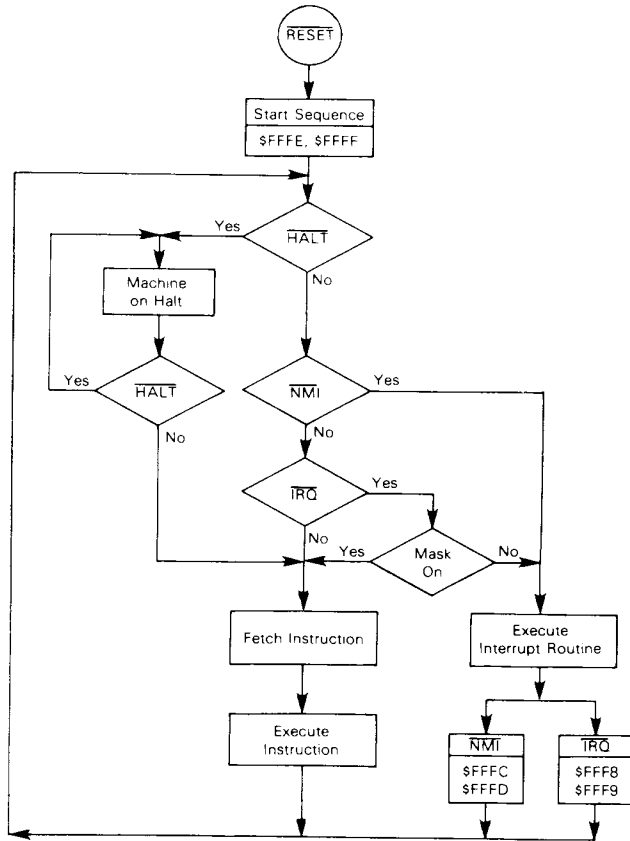 RESET
Start Sequence
$FFFE, $FFFF
Yes
HALT
No
Machine
on Halt
Yes
HALT
No
NMI
Yes
No
IRQ
Yes
No
Yes
Mask
On
No
Fetch Instruction
Execute
Interrupt Routine
Execute
Instruction
NMI
$FFFC
$FFFD
IRQ
$FFF8
$FFF9